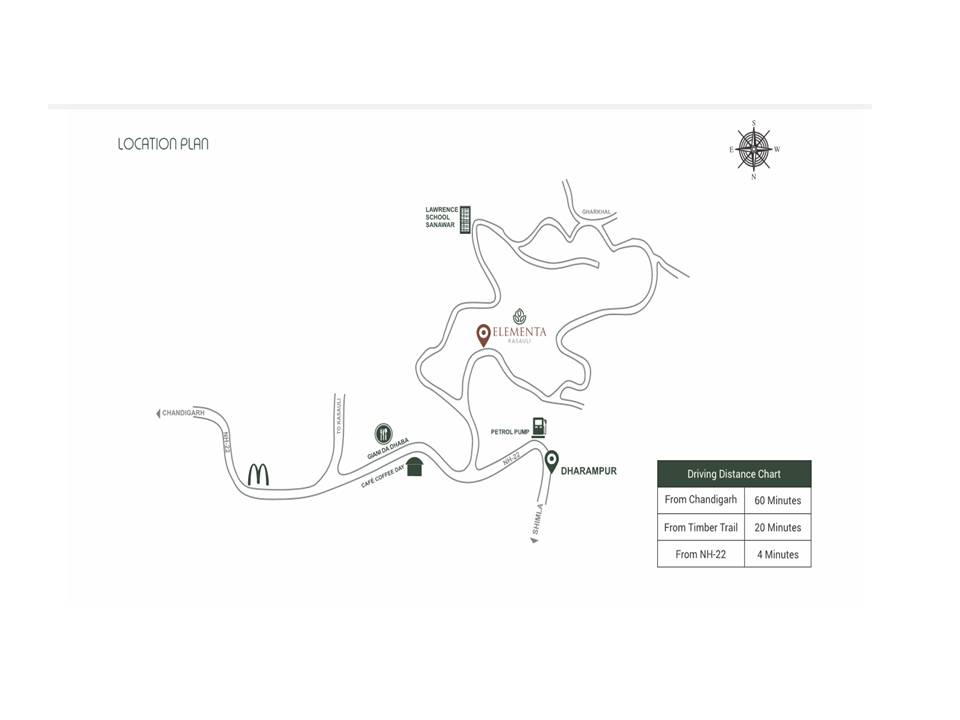 LOCATION PLAN
S
E
W
N
LAWRENCE
SCHOOL
SANAWAR
GHARKHAL
ELEMENTA
KASAULI
CHANDIGARH
TO KASAULI
NH-22
GIANI DA DHABA
CAFÉ COFFEE DAY
PETROL PUMP
NH-22
DHARAMPUR
SHIMLA
Driving Distance Chart
From Chandigarh 60 Minutes
From Timber Trail 20 Minutes
From NH-22 4 Minutes